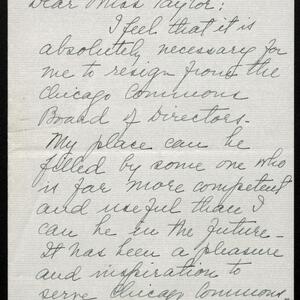 Dear Miss Taylor:
I feel that it is
absolutely necessary for
me to resign from the
Chicago Commons
Board of Directors.
My place can be
filled by some one who
is far more competent
and useful than I
can be in the future -
It has been a pleasure
and inspiration to
serve Chicago Commons